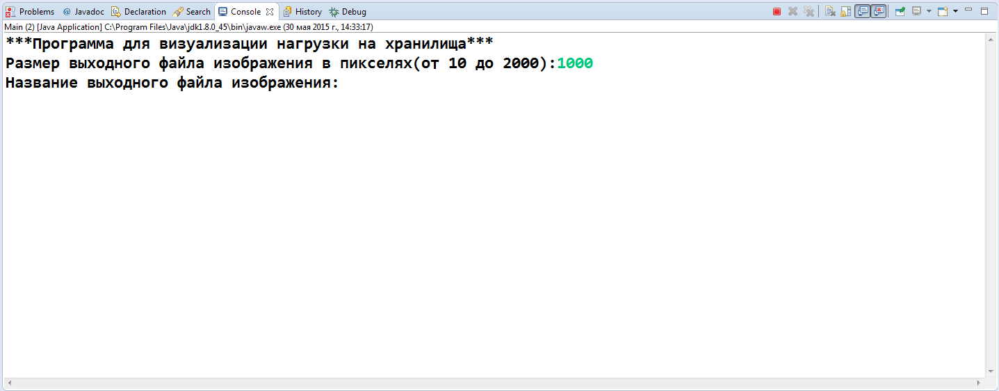 Problems @ Javadoc Declaration Search Console History Debug
Main (2) [Java Application] C:\Program Files\Java\jdk1.8.0_45\bin\javaw.exe (30 мая 2015 г., 14:33:17)
***Программа для визуализации нагрузки на хранилища***
Размер выходного файла изображения в пикселях(от 10 до 2000):1000
Название выходного файла изображения: